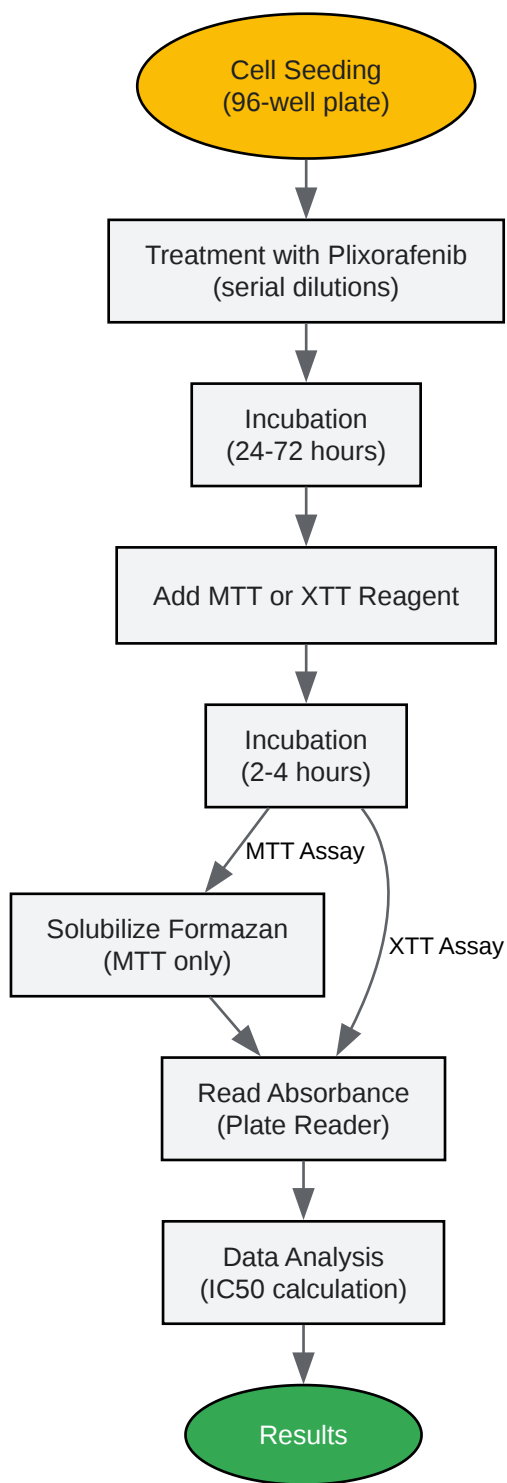 Cell Seeding
(96-well plate)
Treatment with Plixorafenib
(serial dilutions)
Incubation
(24-72 hours)
Add MTT or XTT Reagent
Incubation
(2-4 hours)
MTT Assay
Solubilize Formazan
(MTT only)
XTT Assay
Read Absorbance
(Plate Reader)
Data Analysis
(IC50 calculation)
Results